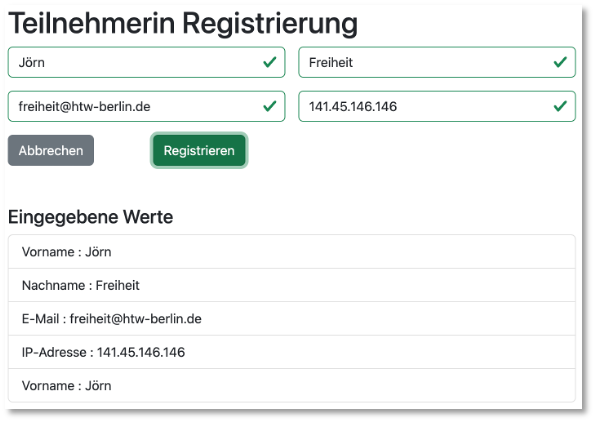 Teilnehmerin Registrierung
Jörn Freiheit
freiheit@htw-berlin.de 141.45.146.146
Abbrechen Registrieren
Eingegebene Werte
Vorname : Jörn
Nachname : Freiheit
E-Mail : freiheit@htw-berlin.de
IP-Adresse : 141.45.146.146
Vorname : Jörn